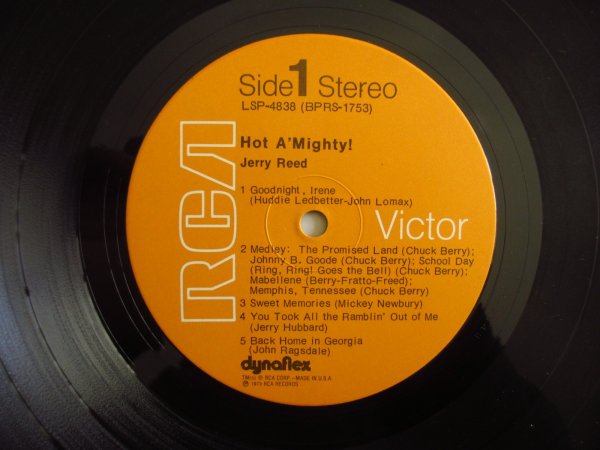 Side 1 Stereo
LSP-4838 (BPRS-1753)
Hot A'Mighty!
Jerry Reed
1 Goodnight, Irene
(Huddie Ledbetter-John Lomax)
RCA
Victor
2 Medley: The Promised Land (Chuck Berry);
Johnny B. Goode (Chuck Berry); School Day
(Ring, Ring! Goes the Bell) (Chuck Berry);
Mabellene (Berry-Fratto-Freed);
Memphis, Tennessee (Chuck Berry)
3 Sweet Memories (Mickey Newbury)
4 You Took All the Ramblin' Out of Me
(Jerry Hubbard)
5 Back Home in Georgia
(John Ragsdale)
dynaflex
TM(s) ® RCA CORP.-MADE IN U.S.A.
℗ 1973 RCA RECORDS